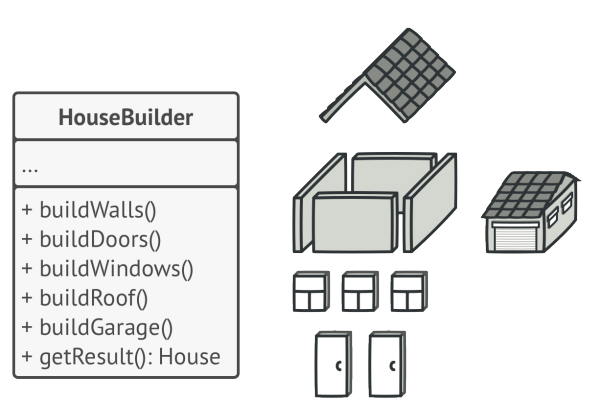 HouseBuilder
...
+ buildWalls()
+ buildDoors()
+ buildWindows()
+ buildRoof()
+ buildGarage()
+ getResult(): House